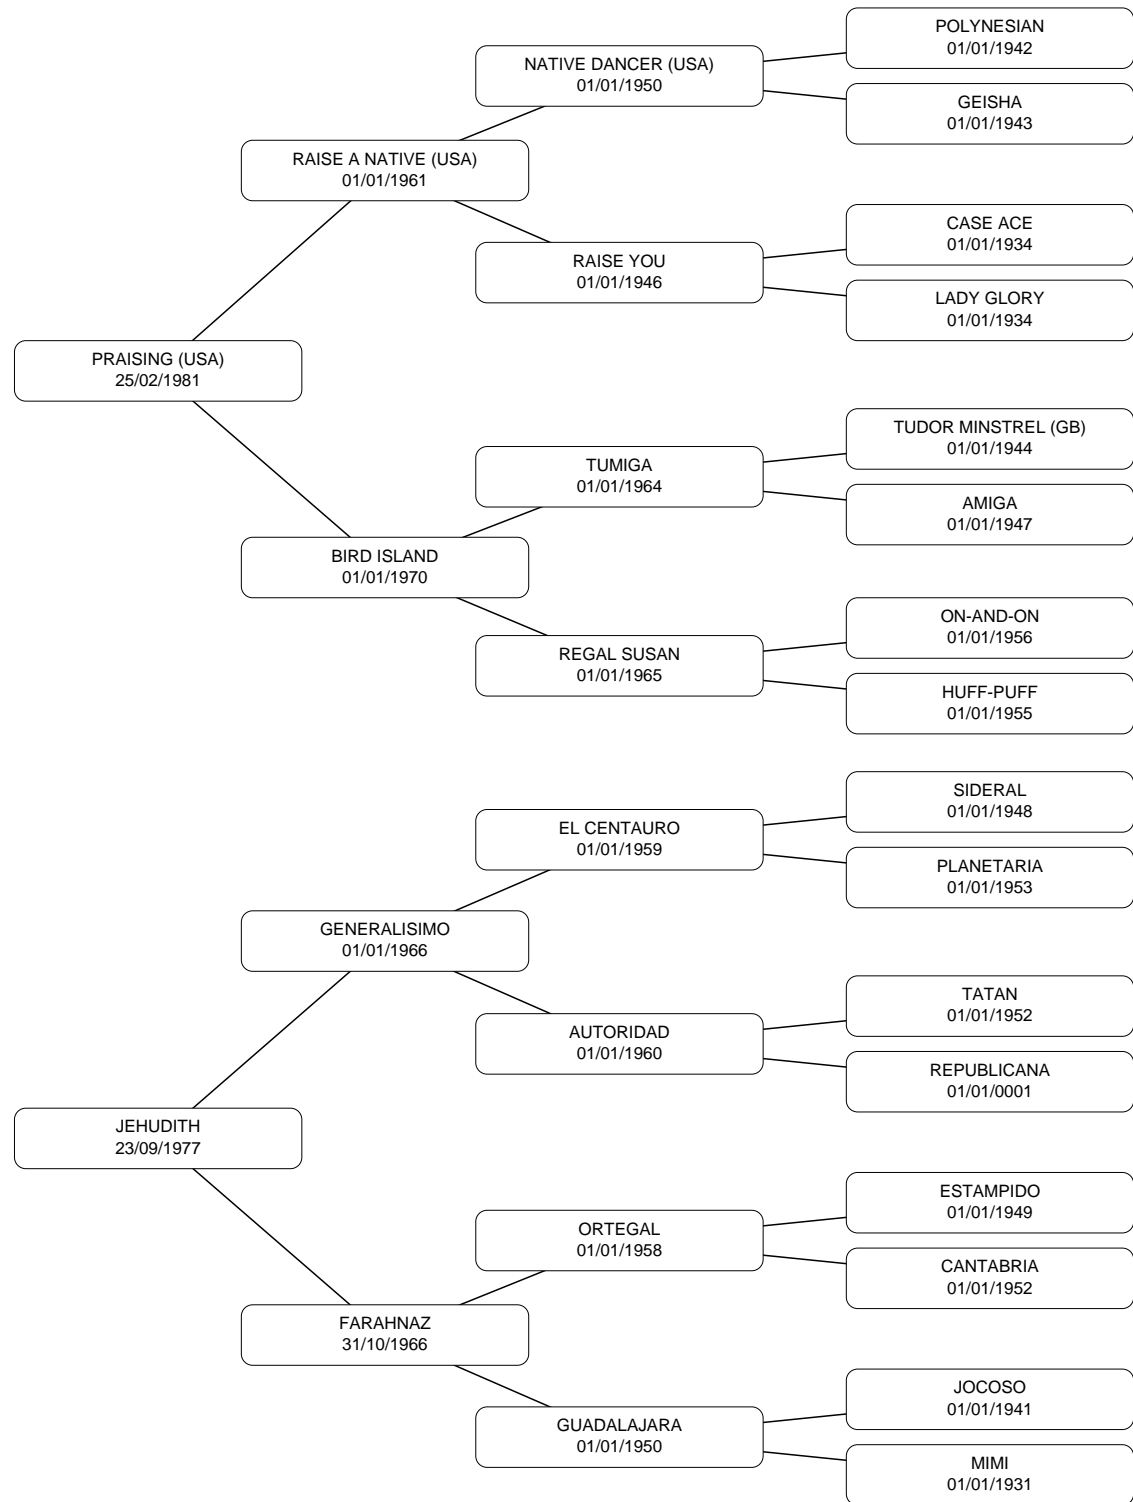 POLYNESIAN
01/01/1942
NATIVE DANCER (USA)
01/01/1950
GEISHA
01/01/1943
RAISE A NATIVE (USA)
01/01/1961
CASE ACE
01/01/1934
RAISE YOU
01/01/1946
LADY GLORY
01/01/1934
PRAISING (USA)
25/02/1981
TUDOR MINSTREL (GB)
01/01/1944
TUMIGA
01/01/1964
AMIGA
01/01/1947
BIRD ISLAND
01/01/1970
ON-AND-ON
01/01/1956
REGAL SUSAN
01/01/1965
HUFF-PUFF
01/01/1955
SIDERAL
01/01/1948
EL CENTAURO
01/01/1959
PLANETARIA
01/01/1953
GENERALISIMO
01/01/1966
TATAN
01/01/1952
AUTORIDAD
01/01/1960
REPUBLICANA
01/01/0001
JEHUDITH
23/09/1977
ESTAMPIDO
01/01/1949
ORTEGAL
01/01/1958
CANTABRIA
01/01/1952
FARAHNAZ
31/10/1966
JOCOSO
01/01/1941
GUADALAJARA
01/01/1950
MIMI
01/01/1931